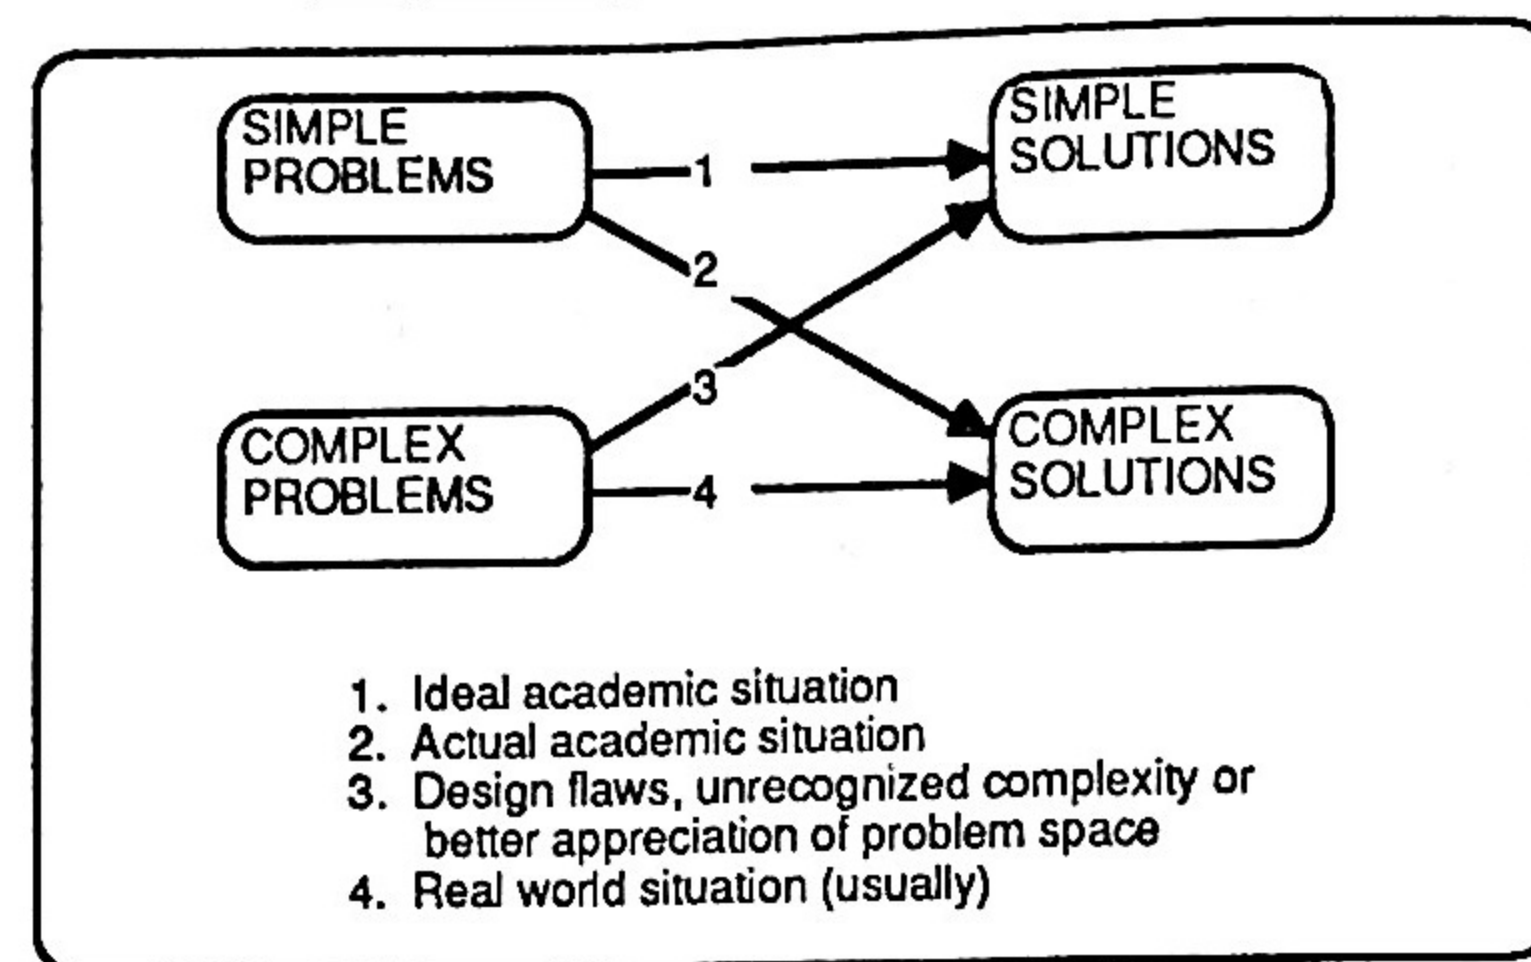 SIMPLE
PROBLEMS
1
SIMPLE
SOLUTIONS
2
3
COMPLEX
PROBLEMS
4
COMPLEX
SOLUTIONS
1. Ideal academic situation
2. Actual academic situation
3. Design flaws, unrecognized complexity or
better appreciation of problem space
4. Real world situation (usually)